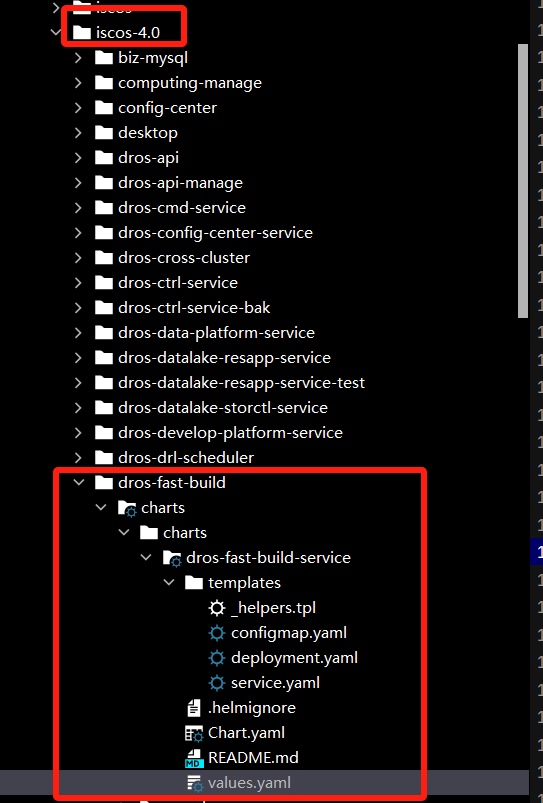 iscos
iscos-4.0
biz-mysql
computing-manage
config-center
desktop
dros-api
dros-api-manage
dros-cmd-service
dros-config-center-service
dros-cross-cluster
dros-ctrl-service
dros-ctrl-service-bak
dros-data-platform-service
dros-datalake-resapp-service
dros-datalake-resapp-service-test
dros-datalake-storctl-service
dros-develop-platform-service
dros-drl-scheduler
dros-fast-build
charts
charts
dros-fast-build-service
templates
_helpers.tpl
configmap.yaml
deployment.yaml
service.yaml
.helmignore
Chart.yaml
MD README.md
values.yaml